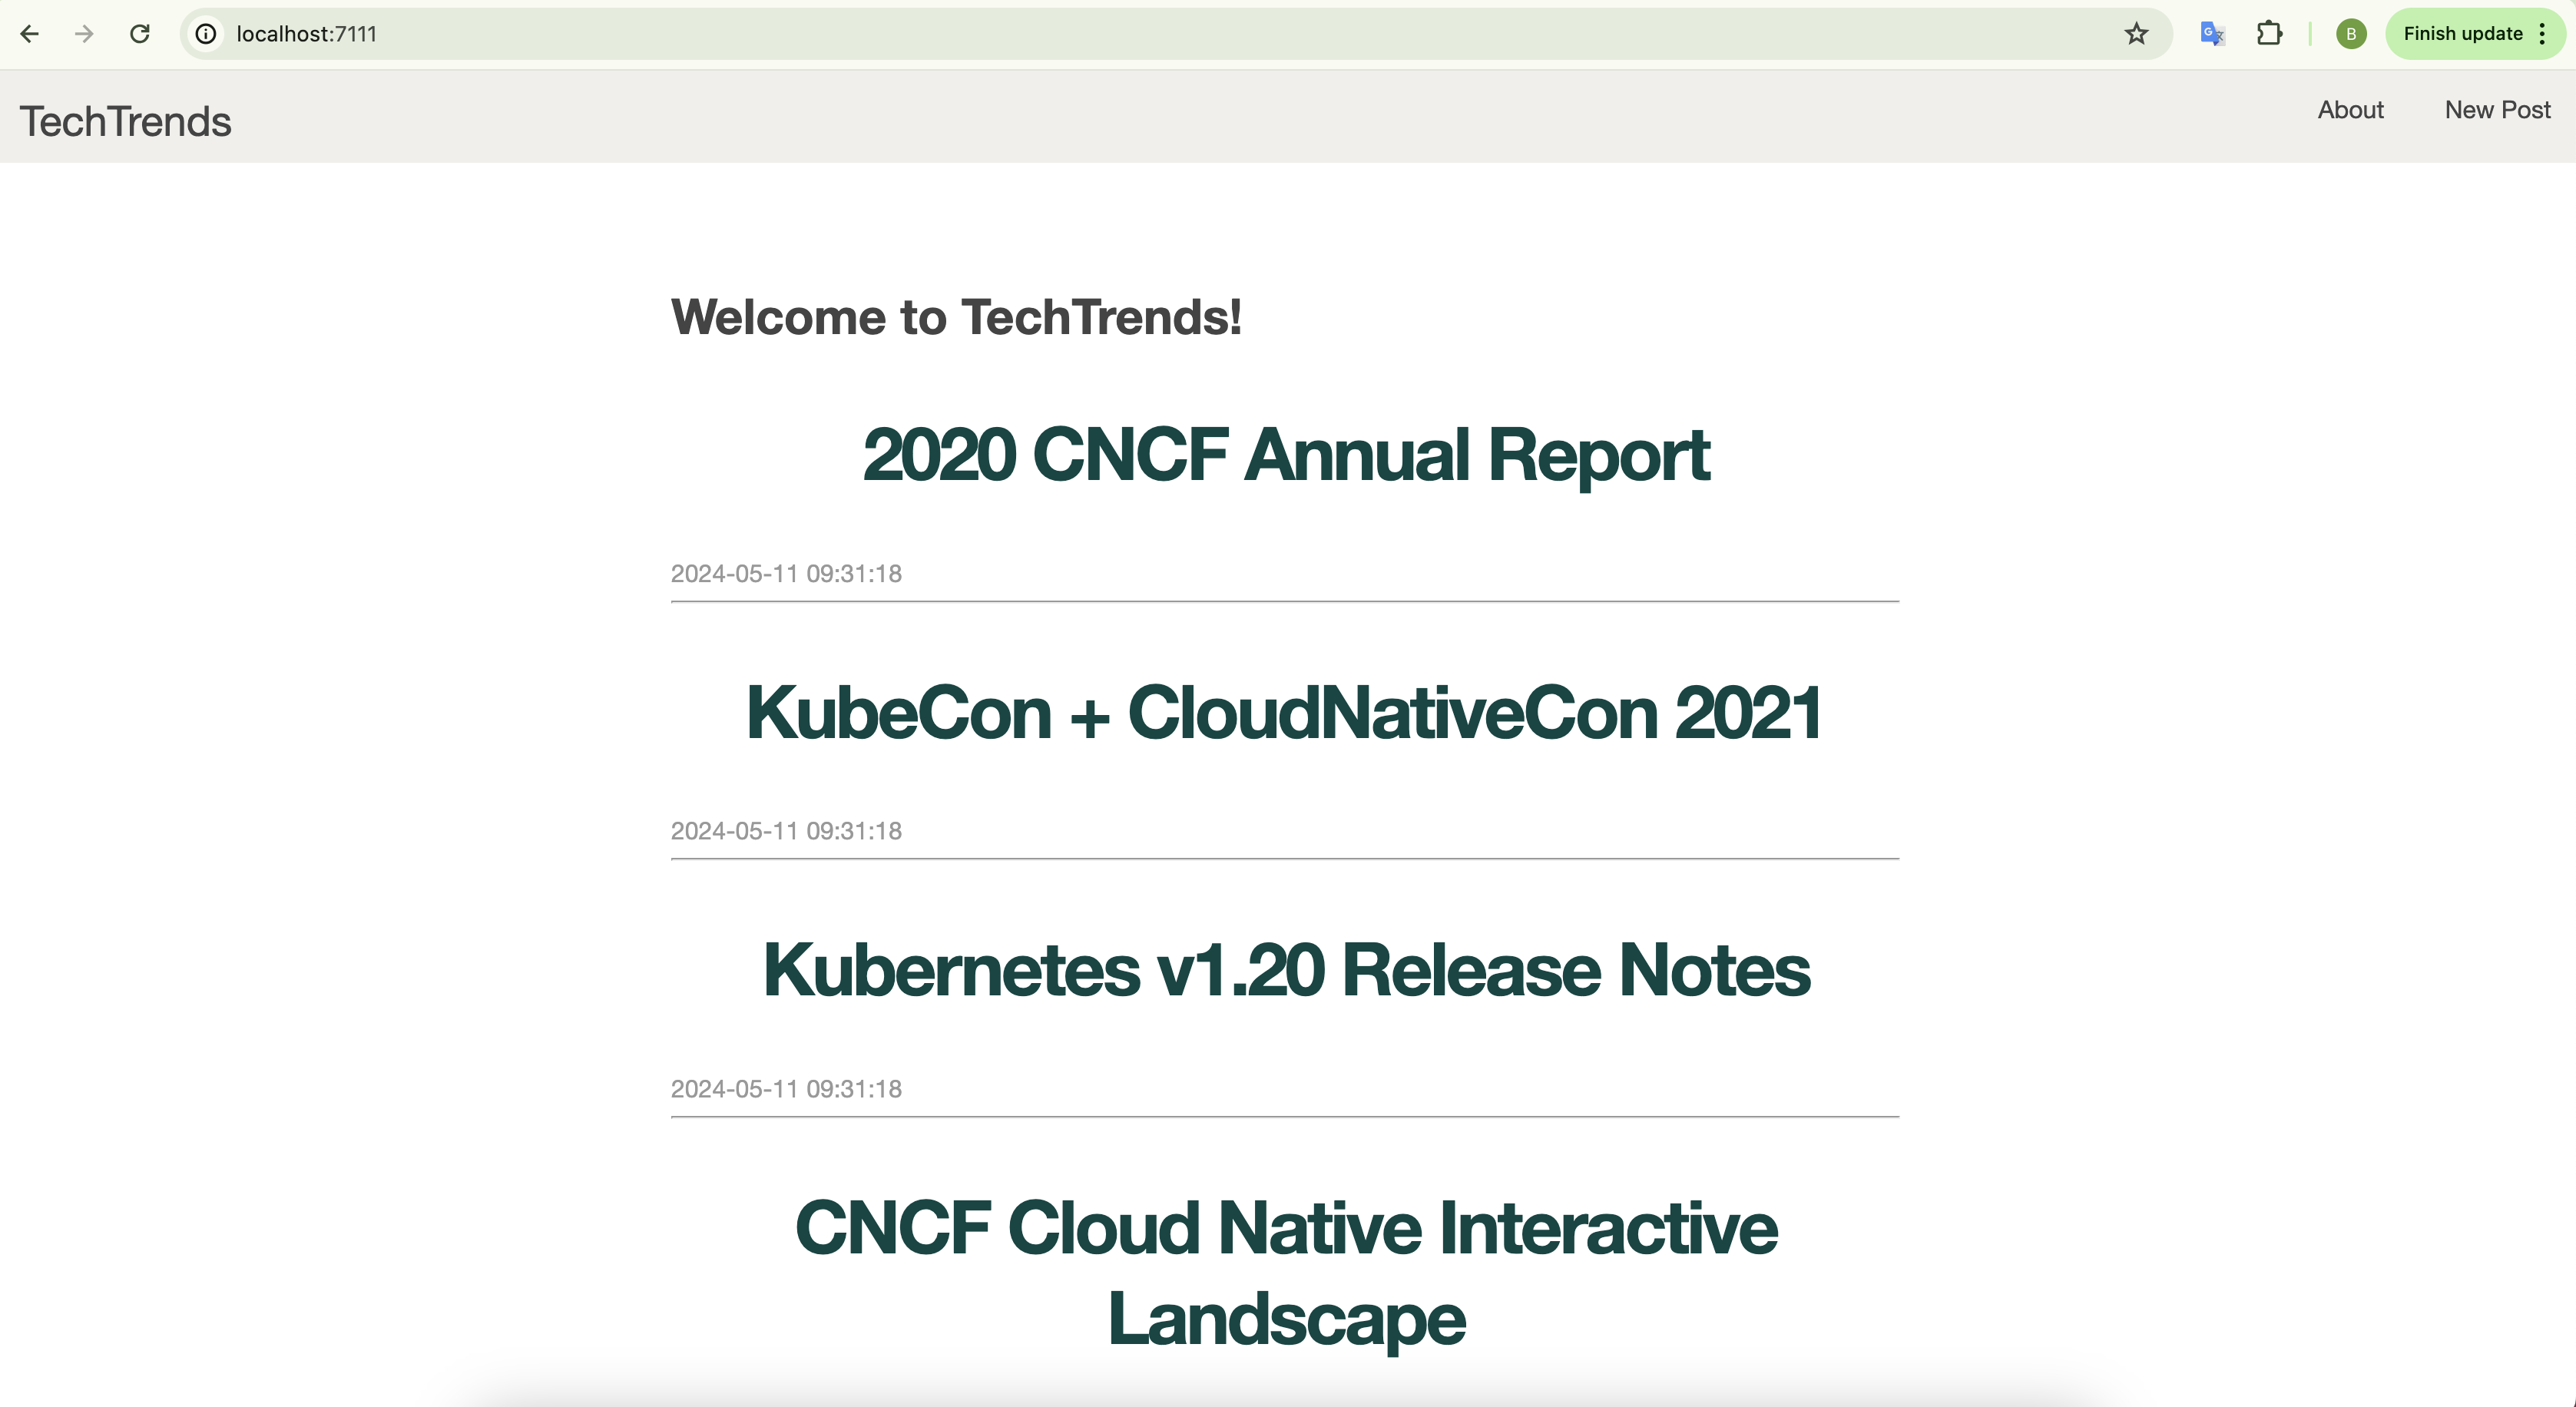 localhost:7111
B
Finish update
TechTrends
About
New Post
Welcome to TechTrends!
2020 CNCF Annual Report
2024-05-11 09:31:18
KubeCon + CloudNativeCon 2021
2024-05-11 09:31:18
Kubernetes v1.20 Release Notes
2024-05-11 09:31:18
CNCF Cloud Native Interactive
Landscape